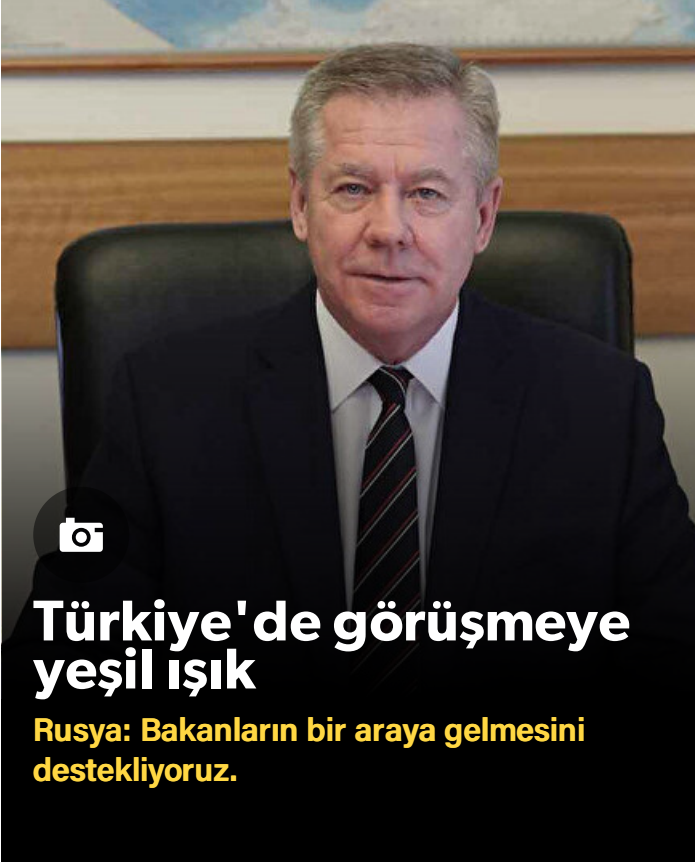 Türkiye'de görüşmeye
yeşil ışık
Rusya: Bakanların bir araya gelmesini
destekliyoruz.